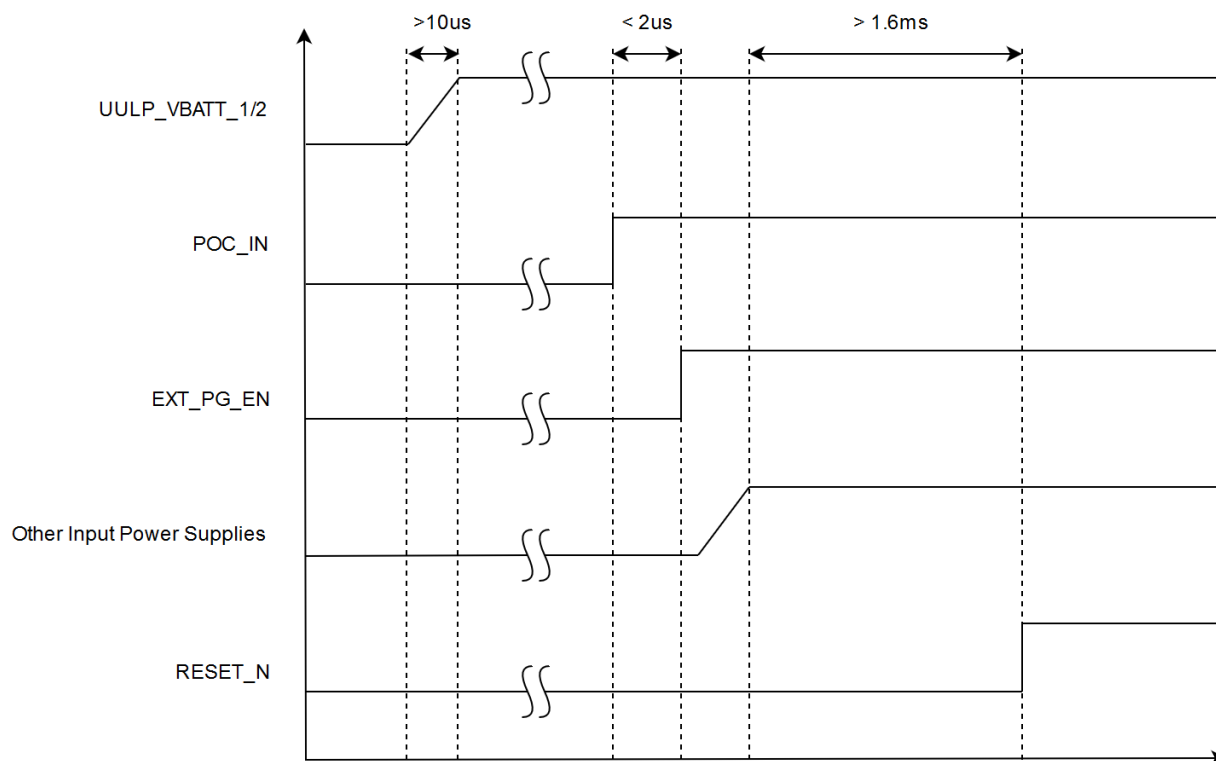 >10us
< 2us
> 1.6ms
UULP_VBATT_1/2
POC_IN
EXT_PG_EN
Other Input Power Supplies
RESET_N